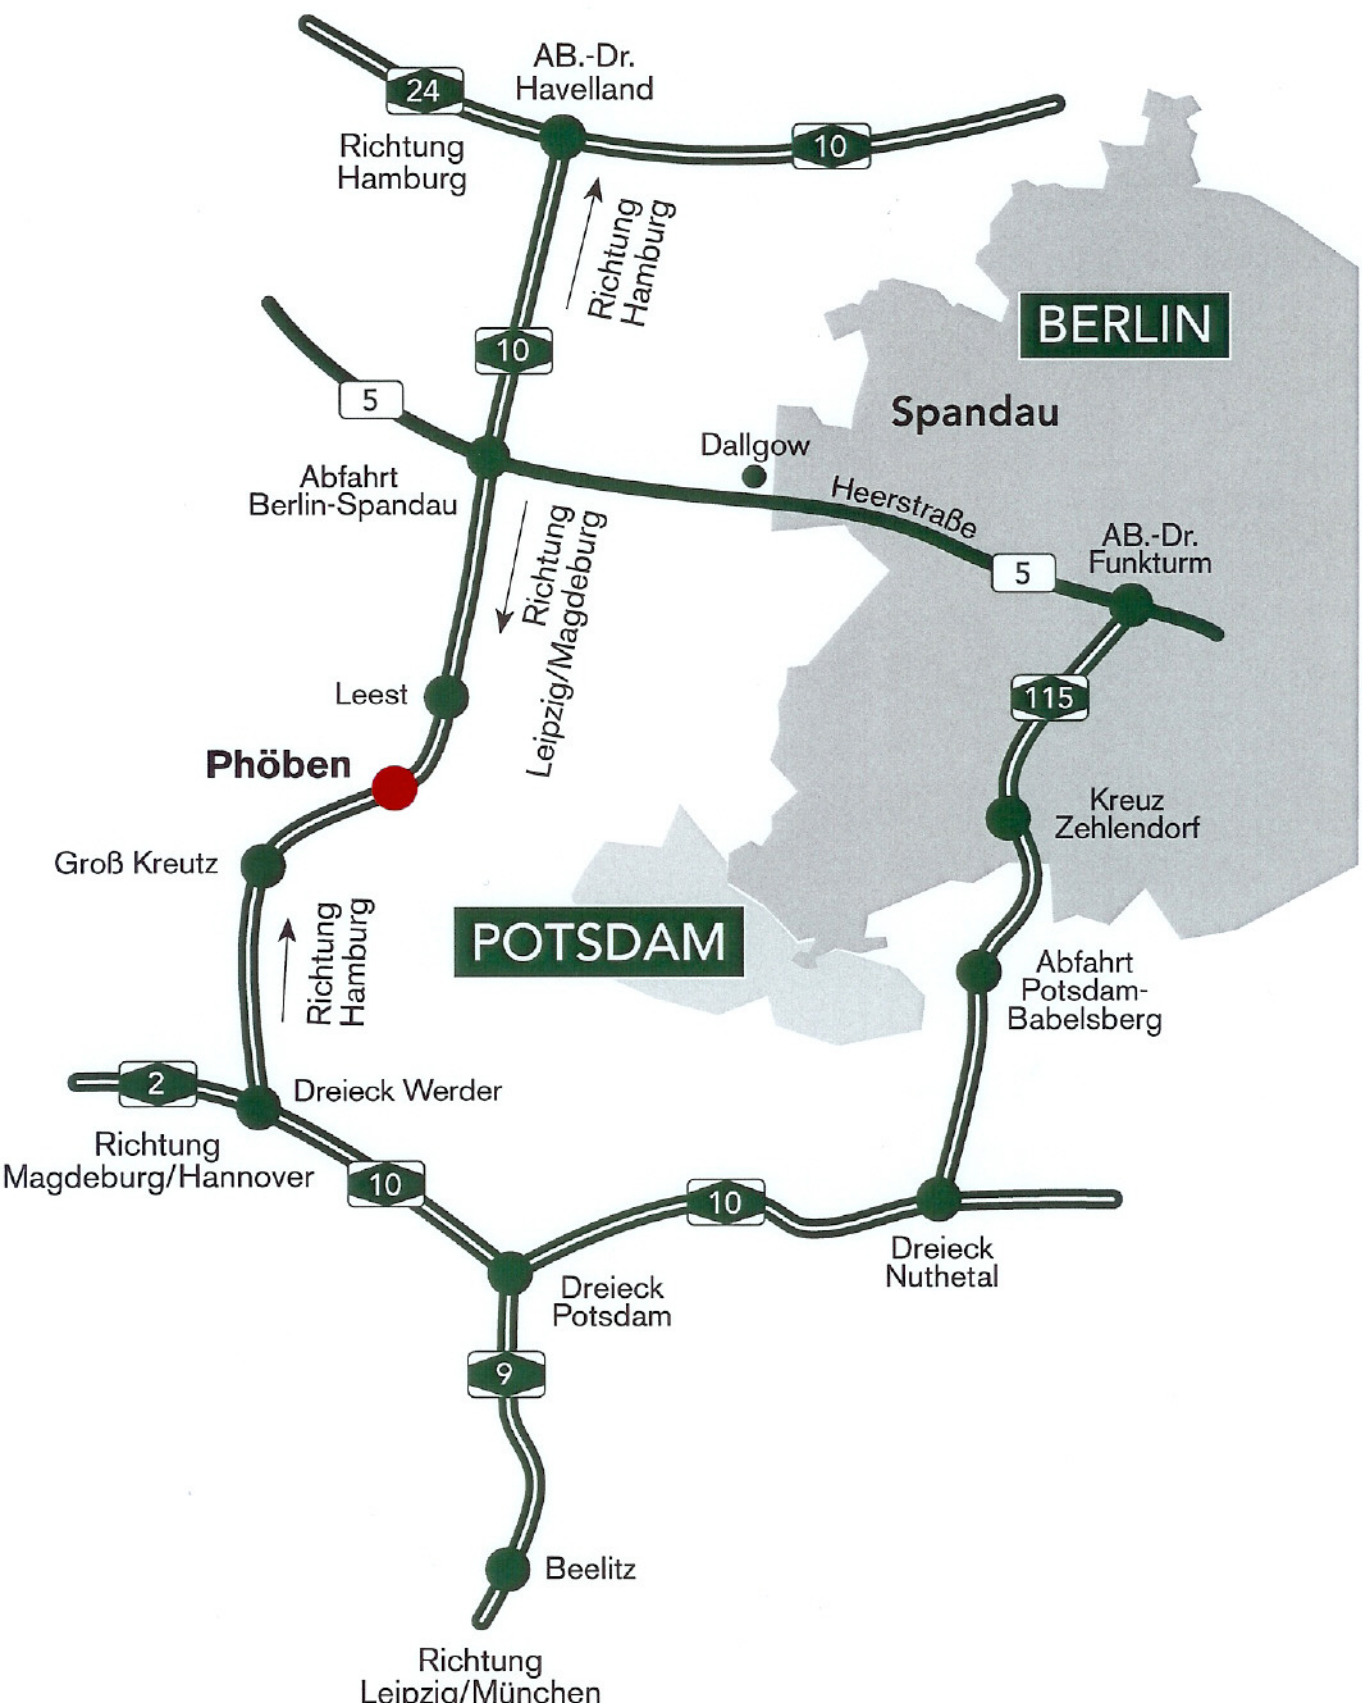 AB.-Dr.
Havelland
24
10
Richtung
Hamburg
Richtung
Hamburg
BERLIN
10
5
Spandau
Dallgow
Abfahrt
Berlin-Spandau
Heerstraße
AB.-Dr.
Funkturm
5
Richtung
Leipzig/Magdeburg
Leest
115
Phöben
Kreuz
Zehlendorf
Groß Kreutz
Richtung
Hamburg
POTSDAM
Abfahrt
Potsdam-
Babelsberg
2
Dreieck Werder
Richtung
Magdeburg/Hannover
10
10
Dreieck
Nuthetal
Dreieck
Potsdam
9
Beelitz
Richtung
Leipzig/München